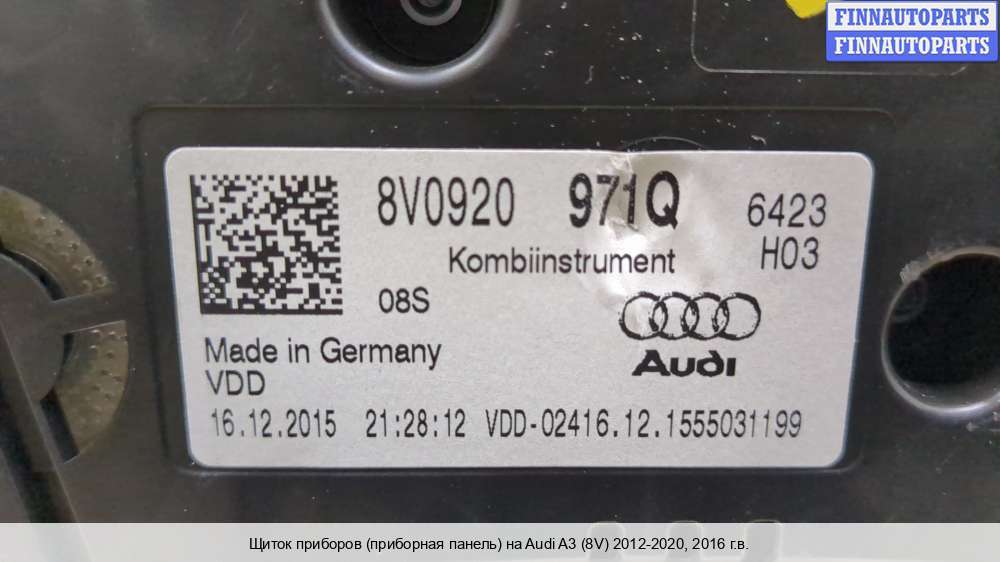 FINNAUTOPARTS
FINNAUTOPARTS
8V0920 971Q 6423
Kombiinstrument H03
08S
Audi
Made in Germany
VDD
16.12.2015 21:28:12 VDD-02416.12.1555031199
Щиток приборов (приборная панель) на Audi A3 (8V) 2012-2020, 2016 г.в.